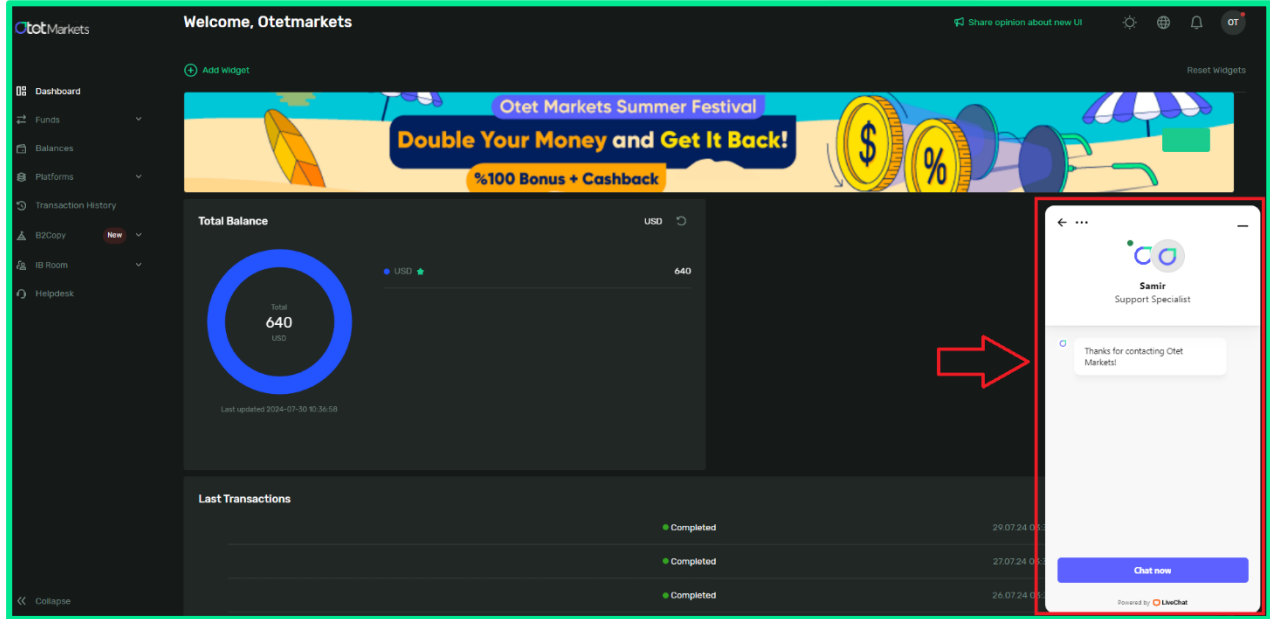 OtetMarkets
Welcome, Otetmarkets
Share opinion about new UI
OT
Add Widget
Reset Widgets
Dashboard
Funds
Balances
Platforms
Transaction History
B2Copy New
IB Room
Helpdesk
Collapse
Otet Markets Summer Festival
Double Your Money and Get It Back!
%100 Bonus + Cashback
$
%
Total Balance
USD
USD
640
Total
640
USD
Last updated 2024-07-30 10:36:58
Last Transactions
Completed
29.07.24
Completed
27.07.24
Completed
26.07.24
Samir
Support Specialist
Thanks for contacting Otet
Markets!
Chat now
Powered by LiveChat